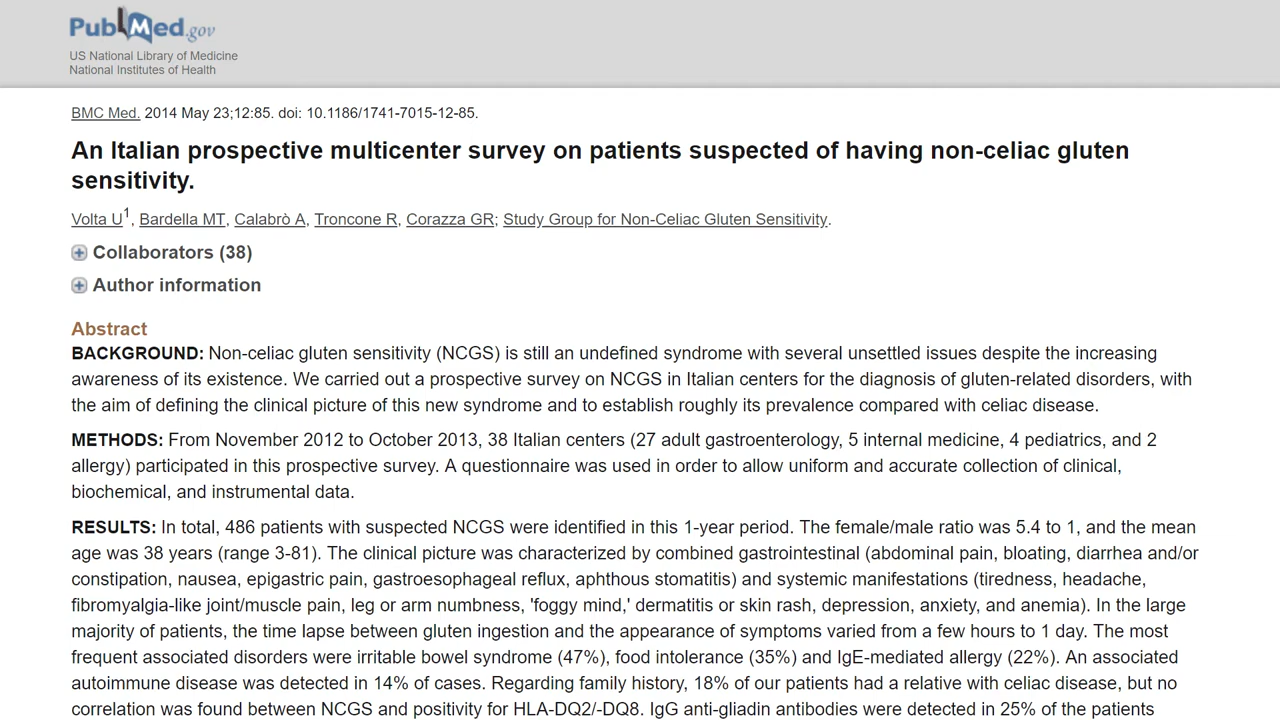 PubMed.gov
US National Library of Medicine
National Institutes of Health
BMC Med. 2014 May 23;12:85. doi: 10.1186/1741-7015-12-85.
An Italian prospective multicenter survey on patients suspected of having non-celiac gluten
sensitivity.
Volta U1, Bardella MT, Calabrò A, Troncone R, Corazza GR; Study Group for Non-Celiac Gluten Sensitivity.
Collaborators (38)
Author information
Abstract
BACKGROUND: Non-celiac gluten sensitivity (NCGS) is still an undefined syndrome with several unsettled issues despite the increasing
awareness of its existence. We carried out a prospective survey on NCGS in Italian centers for the diagnosis of gluten-related disorders, with
the aim of defining the clinical picture of this new syndrome and to establish roughly its prevalence compared with celiac disease.
METHODS: From November 2012 to October 2013, 38 Italian centers (27 adult gastroenterology, 5 internal medicine, 4 pediatrics, and 2
allergy) participated in this prospective survey. A questionnaire was used in order to allow uniform and accurate collection of clinical,
biochemical, and instrumental data.
RESULTS: In total, 486 patients with suspected NCGS were identified in this 1-year period. The female/male ratio was 5.4 to 1, and the mean
age was 38 years (range 3-81). The clinical picture was characterized by combined gastrointestinal (abdominal pain, bloating, diarrhea and/or
constipation, nausea, epigastric pain, gastroesophageal reflux, aphthous stomatitis) and systemic manifestations (tiredness, headache,
fibromyalgia-like joint/muscle pain, leg or arm numbness, 'foggy mind,' dermatitis or skin rash, depression, anxiety, and anemia). In the large
majority of patients, the time lapse between gluten ingestion and the appearance of symptoms varied from a few hours to 1 day. The most
frequent associated disorders were irritable bowel syndrome (47%), food intolerance (35%) and IgE-mediated allergy (22%). An associated
autoimmune disease was detected in 14% of cases. Regarding family history, 18% of our patients had a relative with celiac disease, but no
correlation was found between NCGS and positivity for HLA-DQ2/-DQ8. IgG anti-gliadin antibodies were detected in 25% of the patients